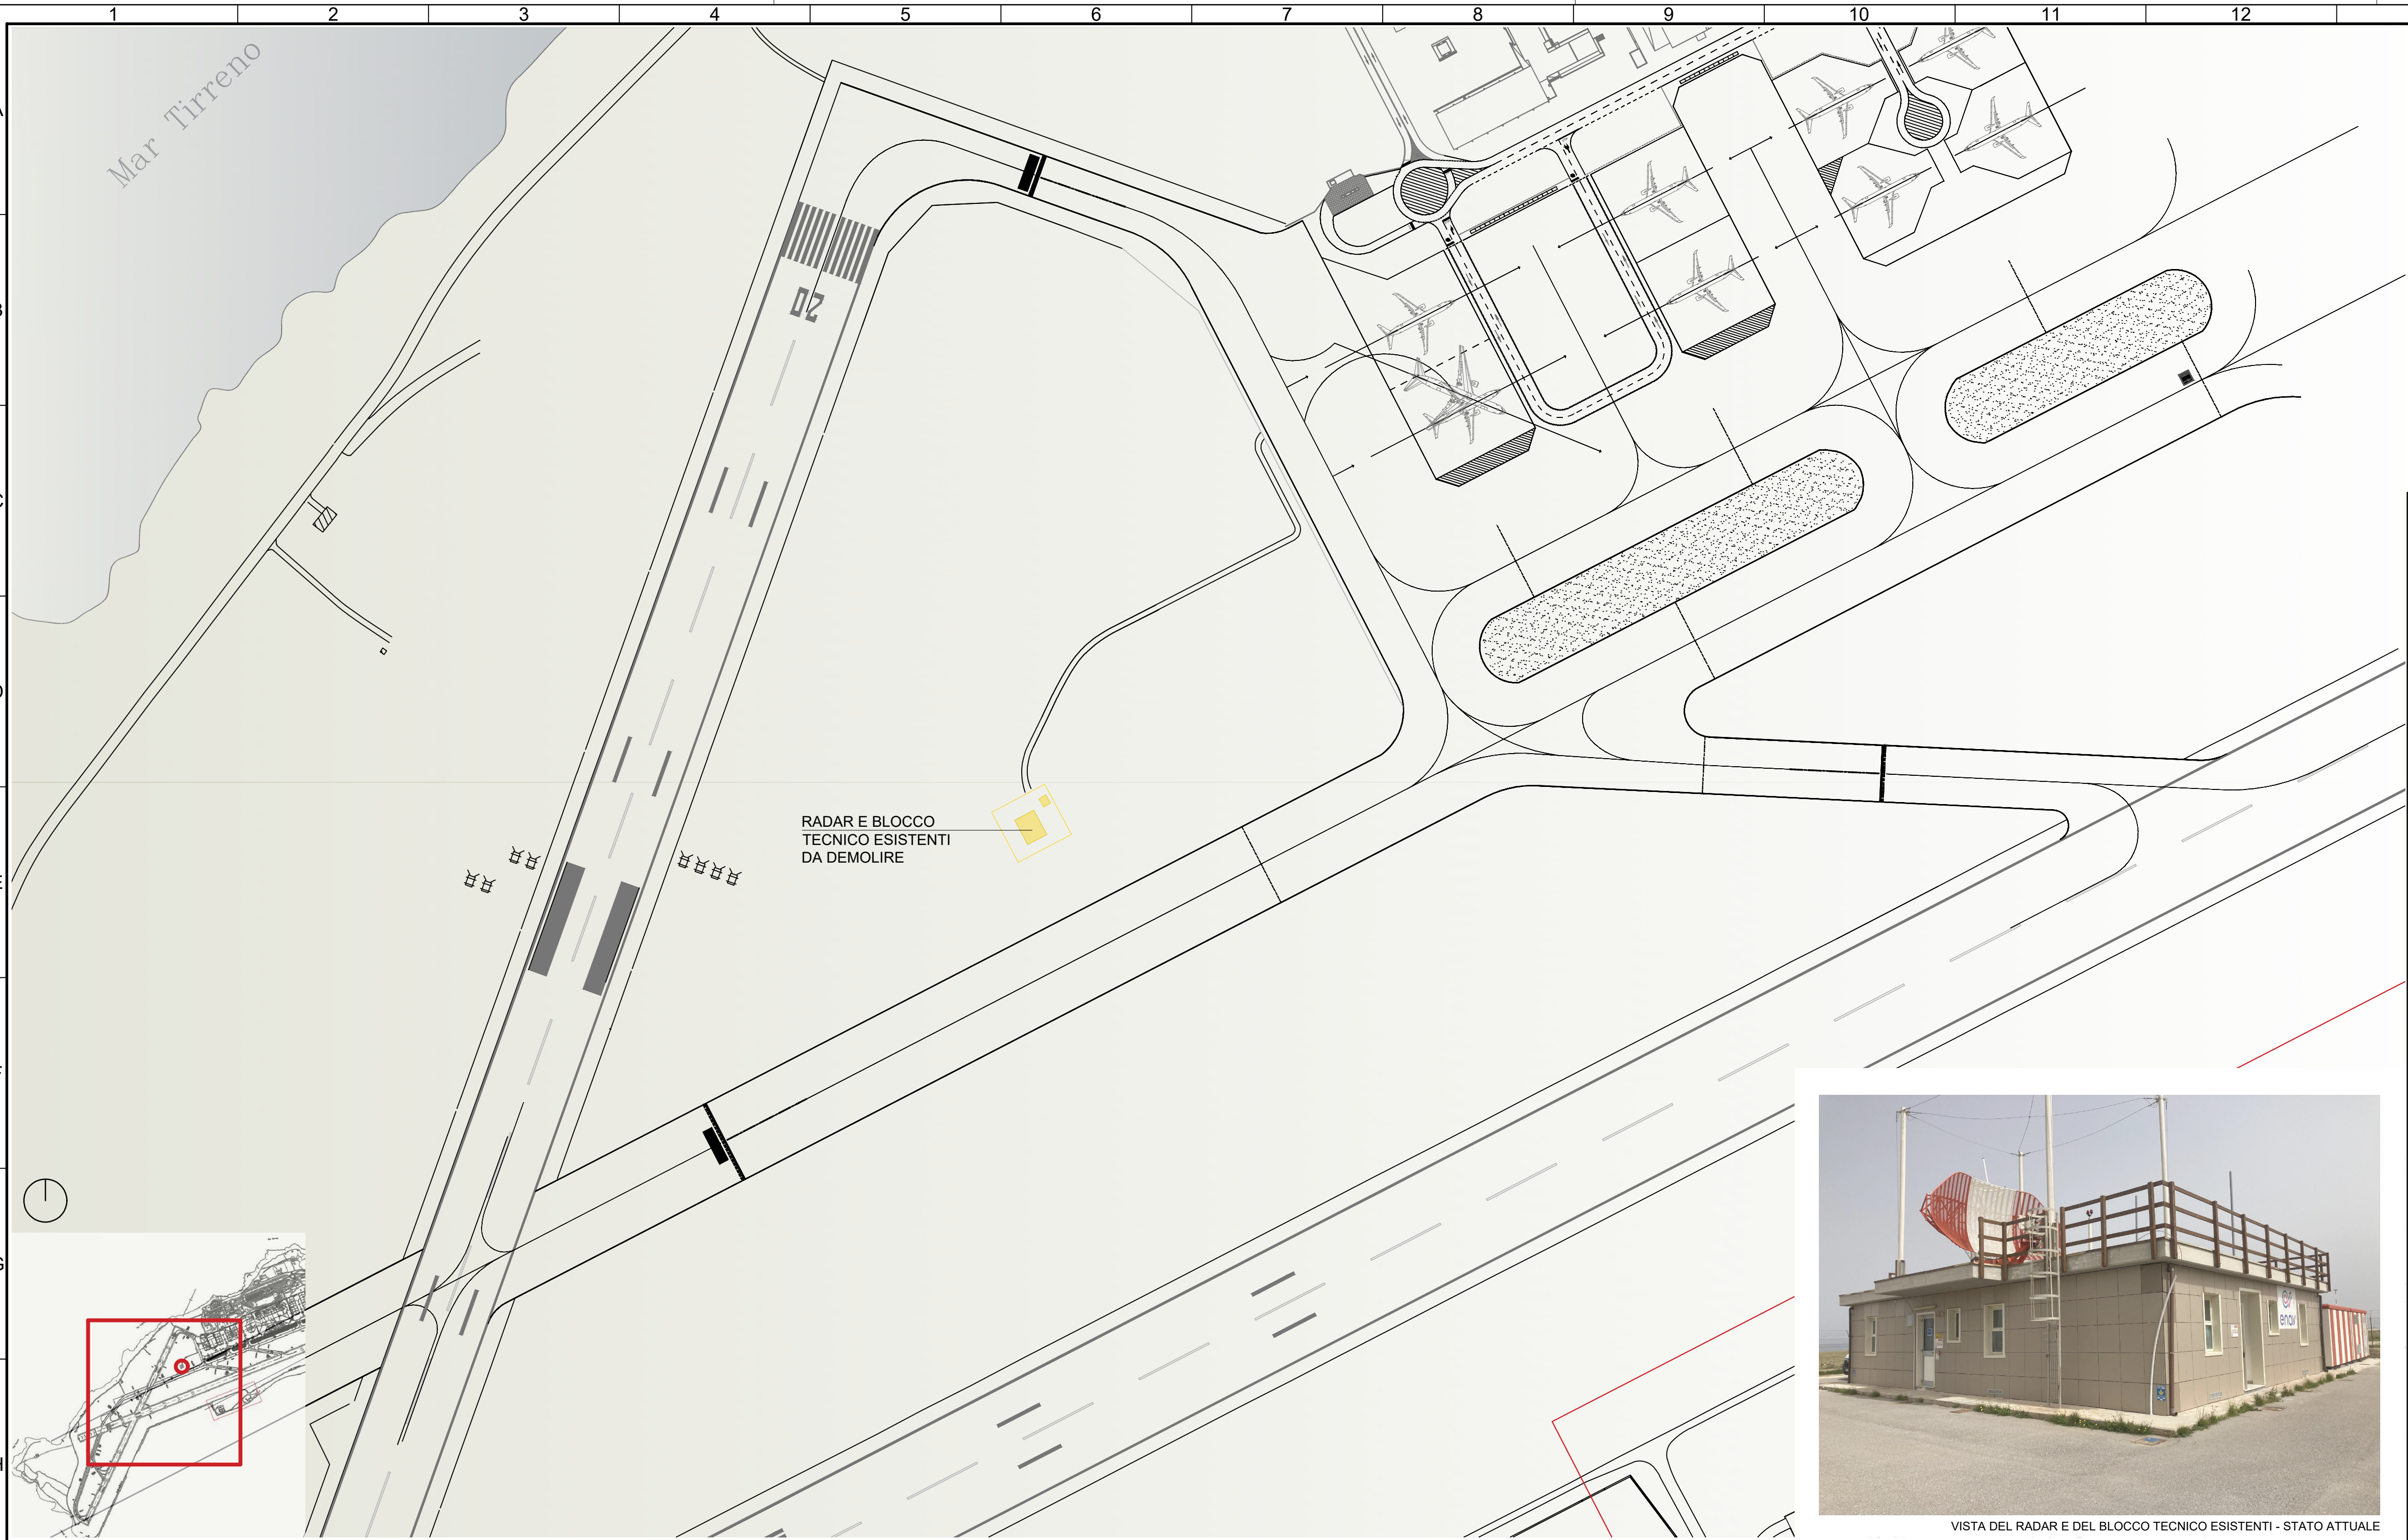 1 2 3 4 5 6 7 8 9 10 11 12
Mar Tirreno
20
RADAR E BLOCCO
TECNICO ESISTENTI
DA DEMOLIRE
enav
VISTA DEL RADAR E DEL BLOCCO TECNICO ESISTENTI - STATO ATTUALE